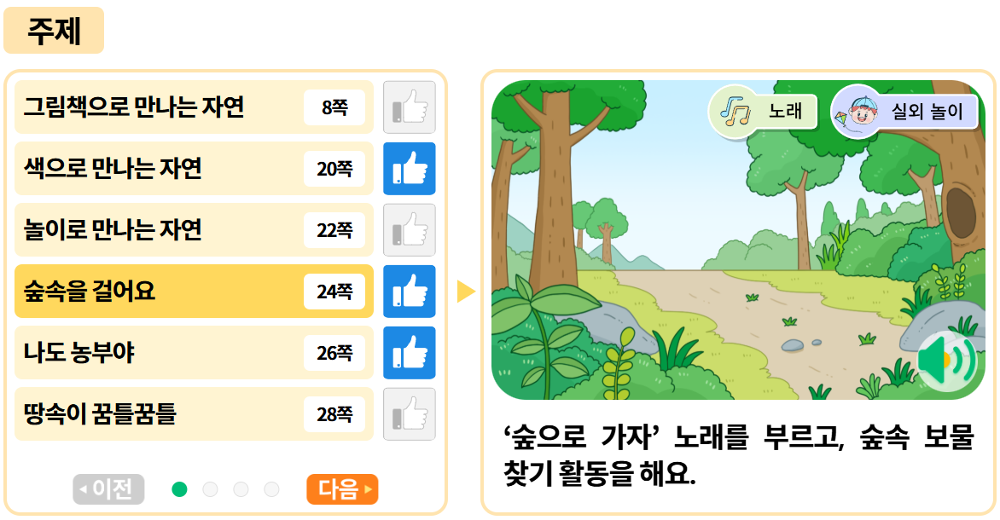 주제
그림책으로 만나는 자연 8쪽
색으로 만나는 자연 20쪽
놀이로 만나는 자연 22쪽
숲속을 걸어요 24쪽
나도 농부야 26쪽
땅속이 꿈틀꿈틀 28쪽
이전 다음
노래 실외 놀이
‘숲으로 가자’ 노래를 부르고, 숲속 보물
찾기 활동을 해요.